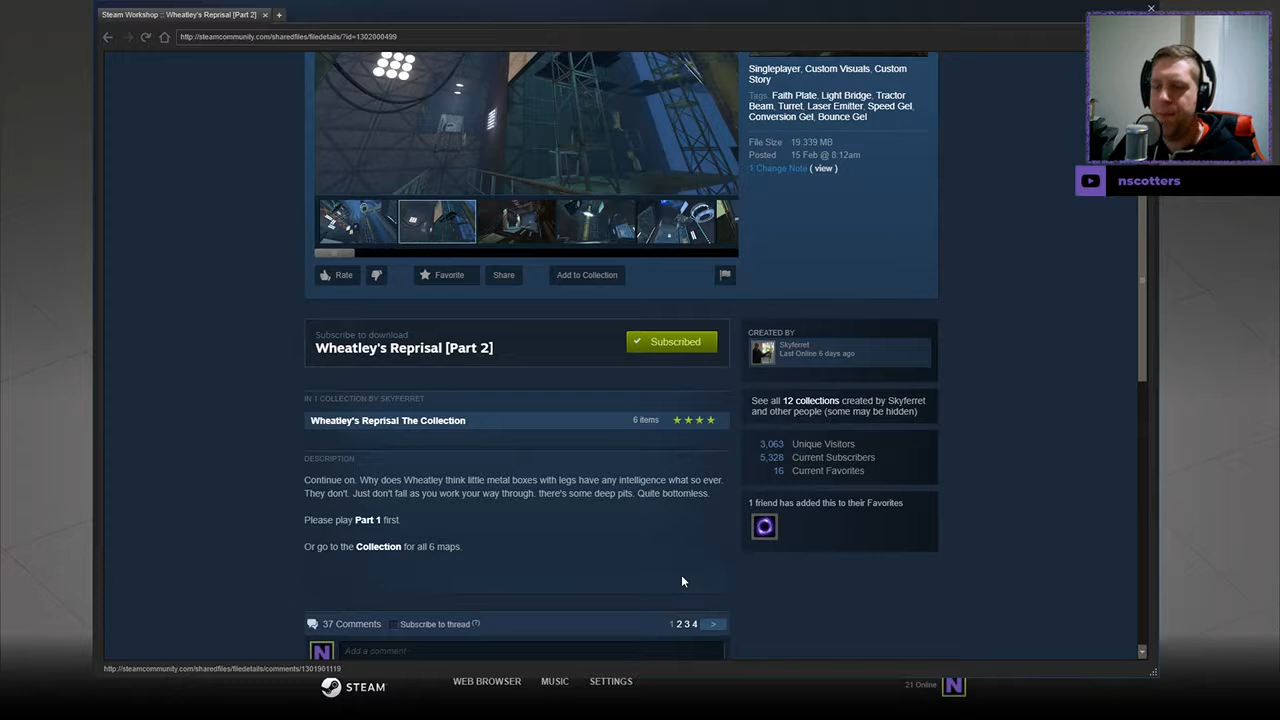 Steam Workshop :: Wheatley's Reprisal [Part 2]
http://steamcommunity.com/sharedfiles/filedetails/?id=1302000499
nscotters
Singleplayer, Custom Visuals, Custom
Story
Tags: Faith Plate, Light Bridge, Tractor
Beam, Turret, Laser Emitter, Speed Gel,
Conversion Gel, Bounce Gel
File Size 19.339 MB
Posted 15 Feb @ 8:12am
1 Change Note ( view )
Rate
Favorite
Share
Add to Collection
Subscribe to download
Wheatley's Reprisal [Part 2]
Subscribed
IN 1 COLLECTION BY SKYFERRET
Wheatley's Reprisal The Collection
6 items
DESCRIPTION
Continue on. Why does Wheatley think little metal boxes with legs have any intelligence what so ever.
They don't. Just don't fall as you work your way through. there's some deep pits. Quite bottomless.
Please play Part 1 first.
Or go to the Collection for all 6 maps.
37 Comments
Subscribe to thread (?)
1 2 3 4 >
N
Add a comment
CREATED BY
Skyferret
Last Online 6 days ago
See all 12 collections created by Skyferret
and other people (some may be hidden)
3,063 Unique Visitors
5,328 Current Subscribers
16 Current Favorites
1 friend has added this to their Favorites
http://steamcommunity.com/sharedfiles/filedetails/comments/1301901119
STEAM
WEB BROWSER
MUSIC
SETTINGS
21 Online
N